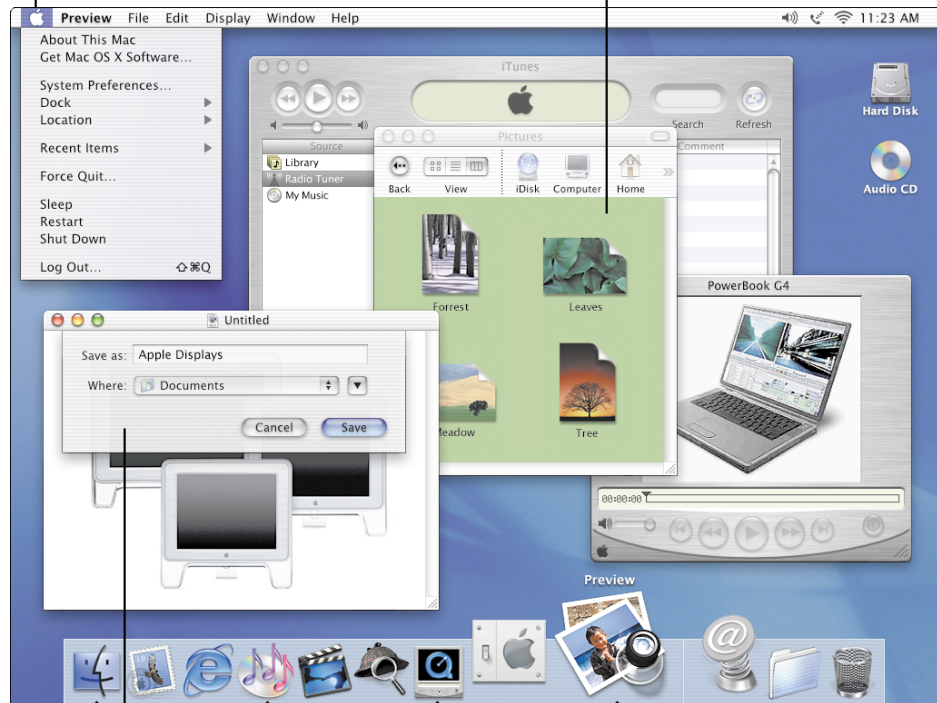 Preview File Edit Display Window Help 11:23 AM
About This Mac
Get Mac OS X Software...
System Preferences...
Dock
Location
Recent Items
Force Quit...
Sleep
Restart
Shut Down
Log Out... ⇧⌘Q
iTunes
Search Refresh
Source
Comment
Library
Radio Tuner
My Music
Pictures
Back View iDisk Computer Home
Forrest Leaves
Meadow Tree
Hard Disk
Audio CD
PowerBook G4
00:00:00
Untitled
Save as: Apple Displays
Where: Documents
Cancel Save
Preview
@